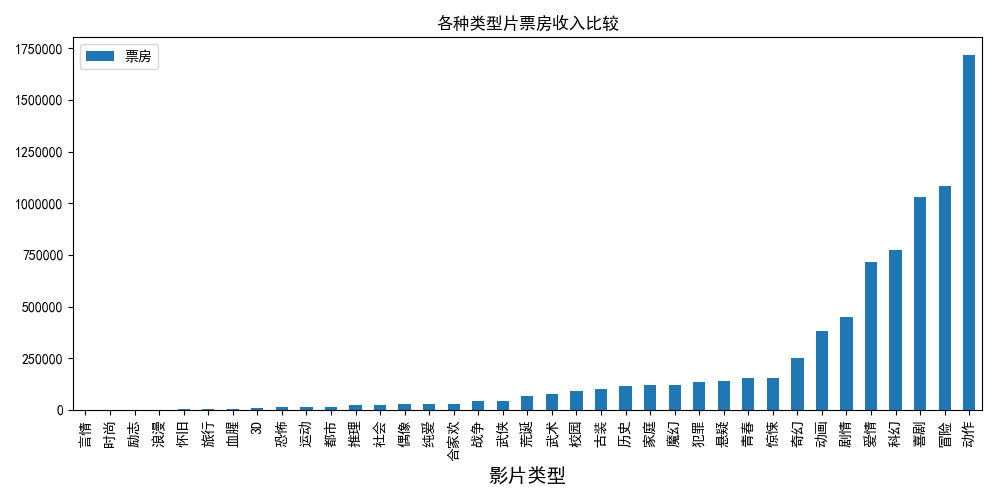 各种类型片票房收入比较
票房
1750000
1500000
1250000
1000000
750000
500000
250000
0
言情
时尚
励志
浪漫
怀旧
旅行
血腥
3D
恐怖
运动
都市
推理
社会
偶像
纯爱
合家欢
战争
武侠
荒诞
武术
校园
古装
历史
家庭
魔幻
犯罪
悬疑
青春
惊悚
奇幻
动画
剧情
爱情
科幻
喜剧
冒险
动作
影片类型